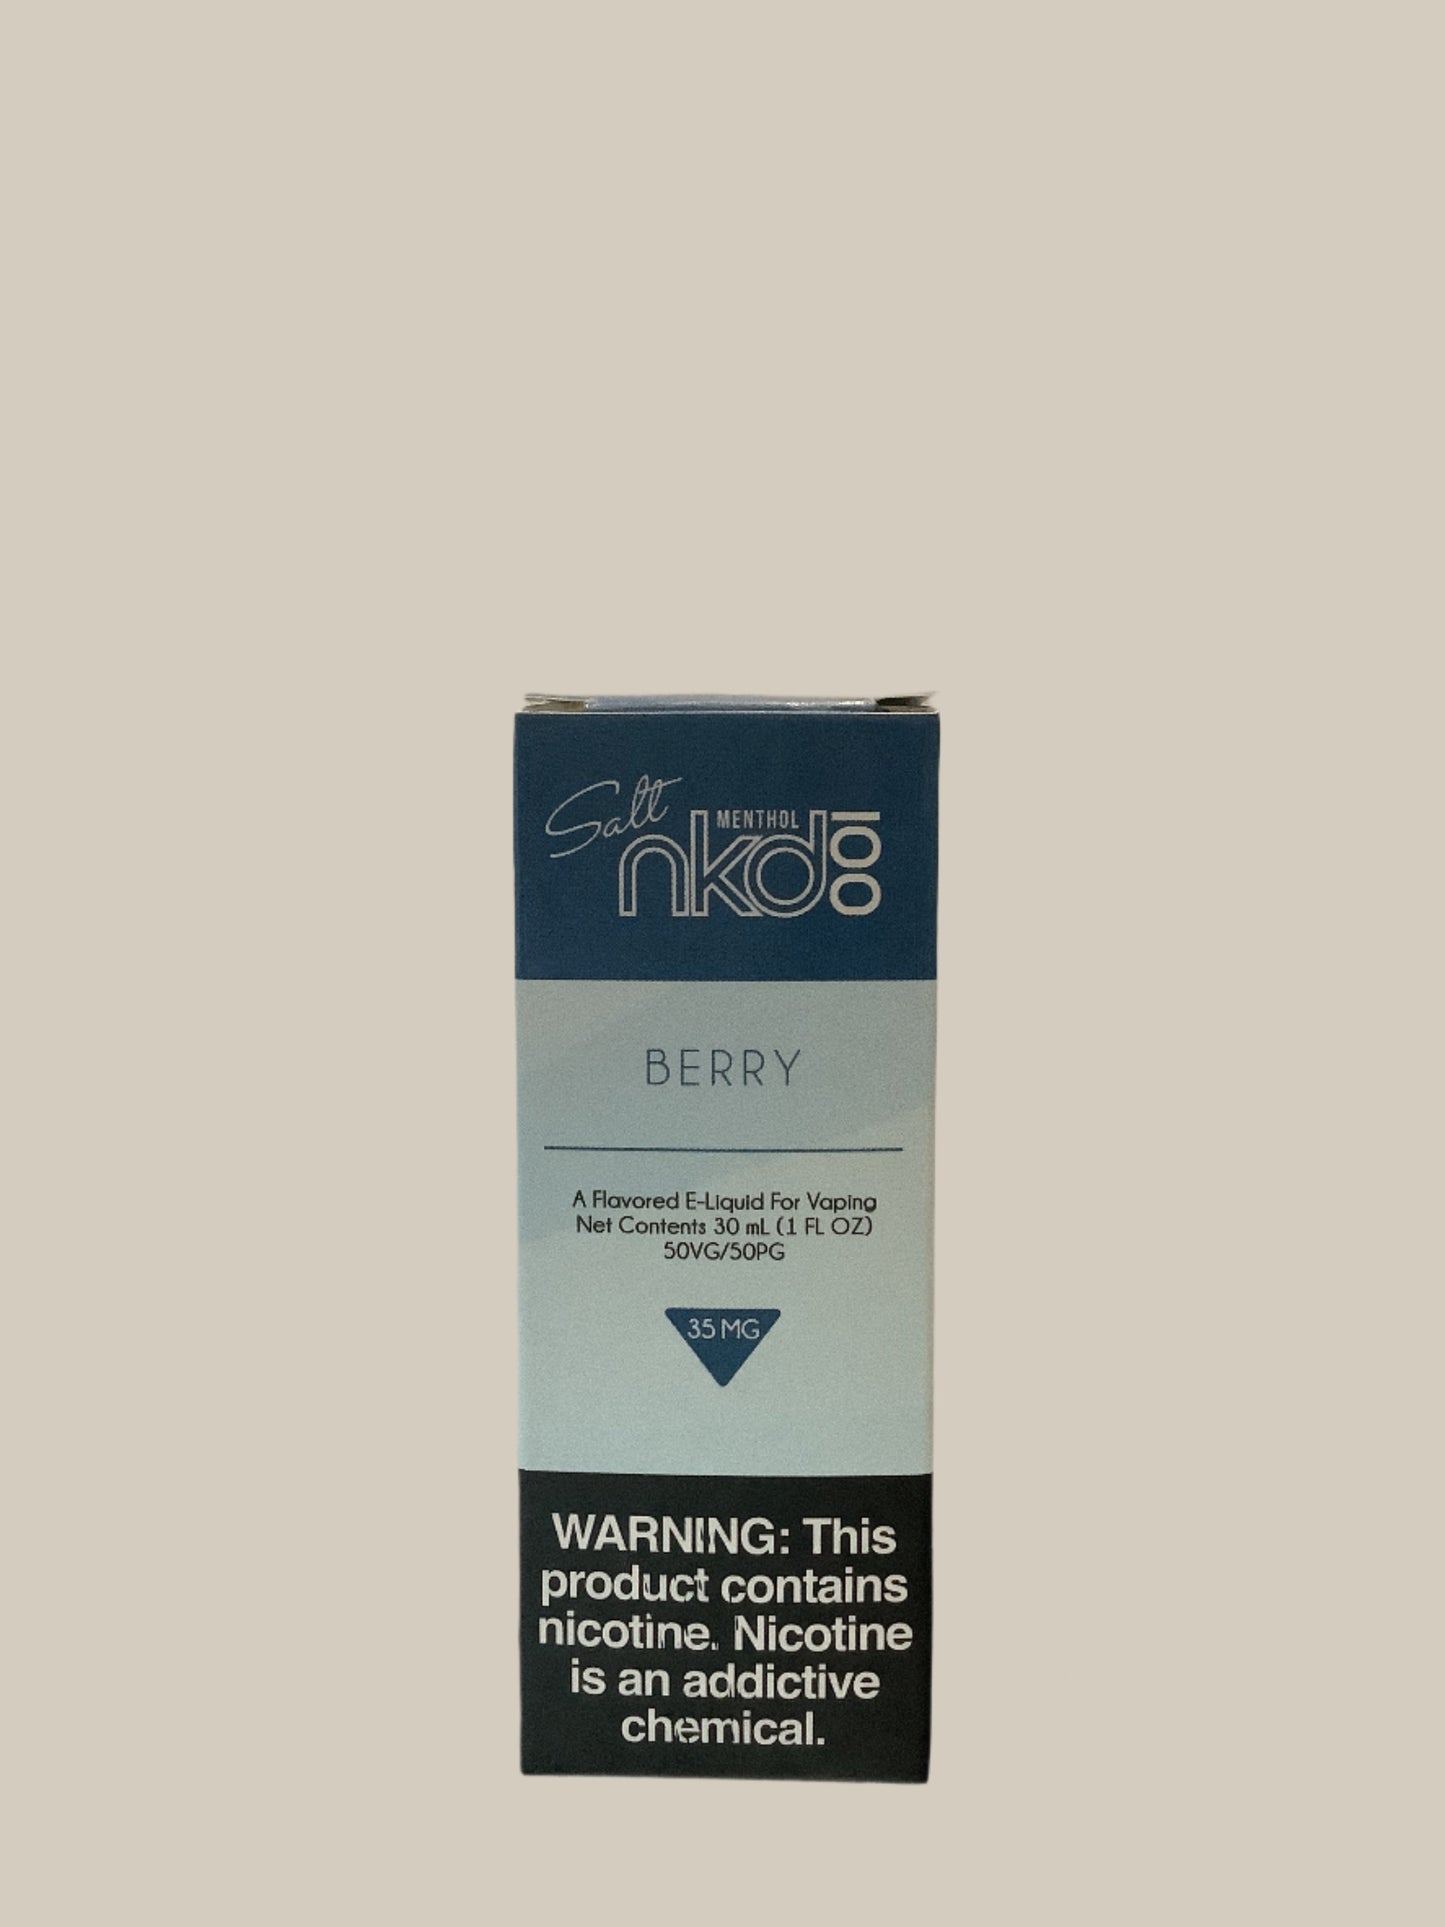 Salt
MENTHOL
nkd 100
BERRY
A Flavored E-Liquid For Vaping
Net Contents 30 mL (1 FL OZ)
50VG/50PG
35 MG
WARNING: This
product contains
nicotine. Nicotine
is an addictive
chemical.